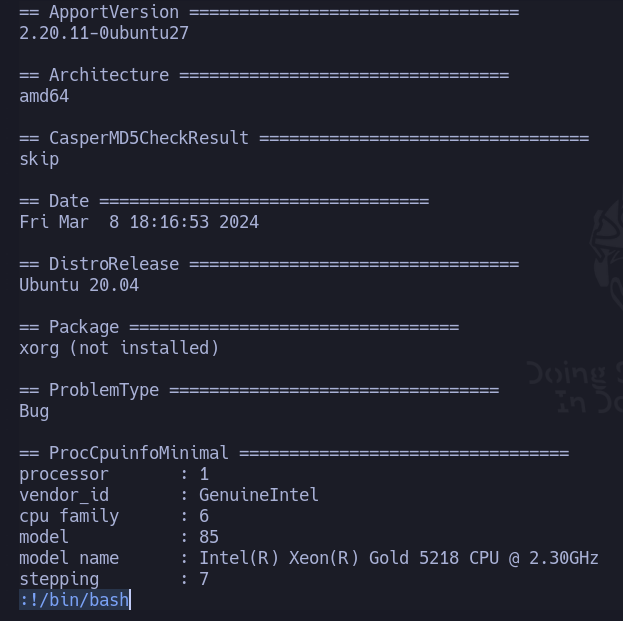 == ApportVersion =================================
2.20.11-0ubuntu27
== Architecture =================================
amd64
== CasperMD5CheckResult =================================
skip
== Date =================================
Fri Mar  8 18:16:53 2024
== DistroRelease =================================
Ubuntu 20.04
== Package =================================
xorg (not installed)
== ProblemType =================================
Bug
== ProcCpuinfoMinimal =================================
processor       : 1
vendor_id       : GenuineIntel
cpu family      : 6
model           : 85
model name      : Intel(R) Xeon(R) Gold 5218 CPU @ 2.30GHz
stepping        : 7
:!/bin/bash
Doing
In